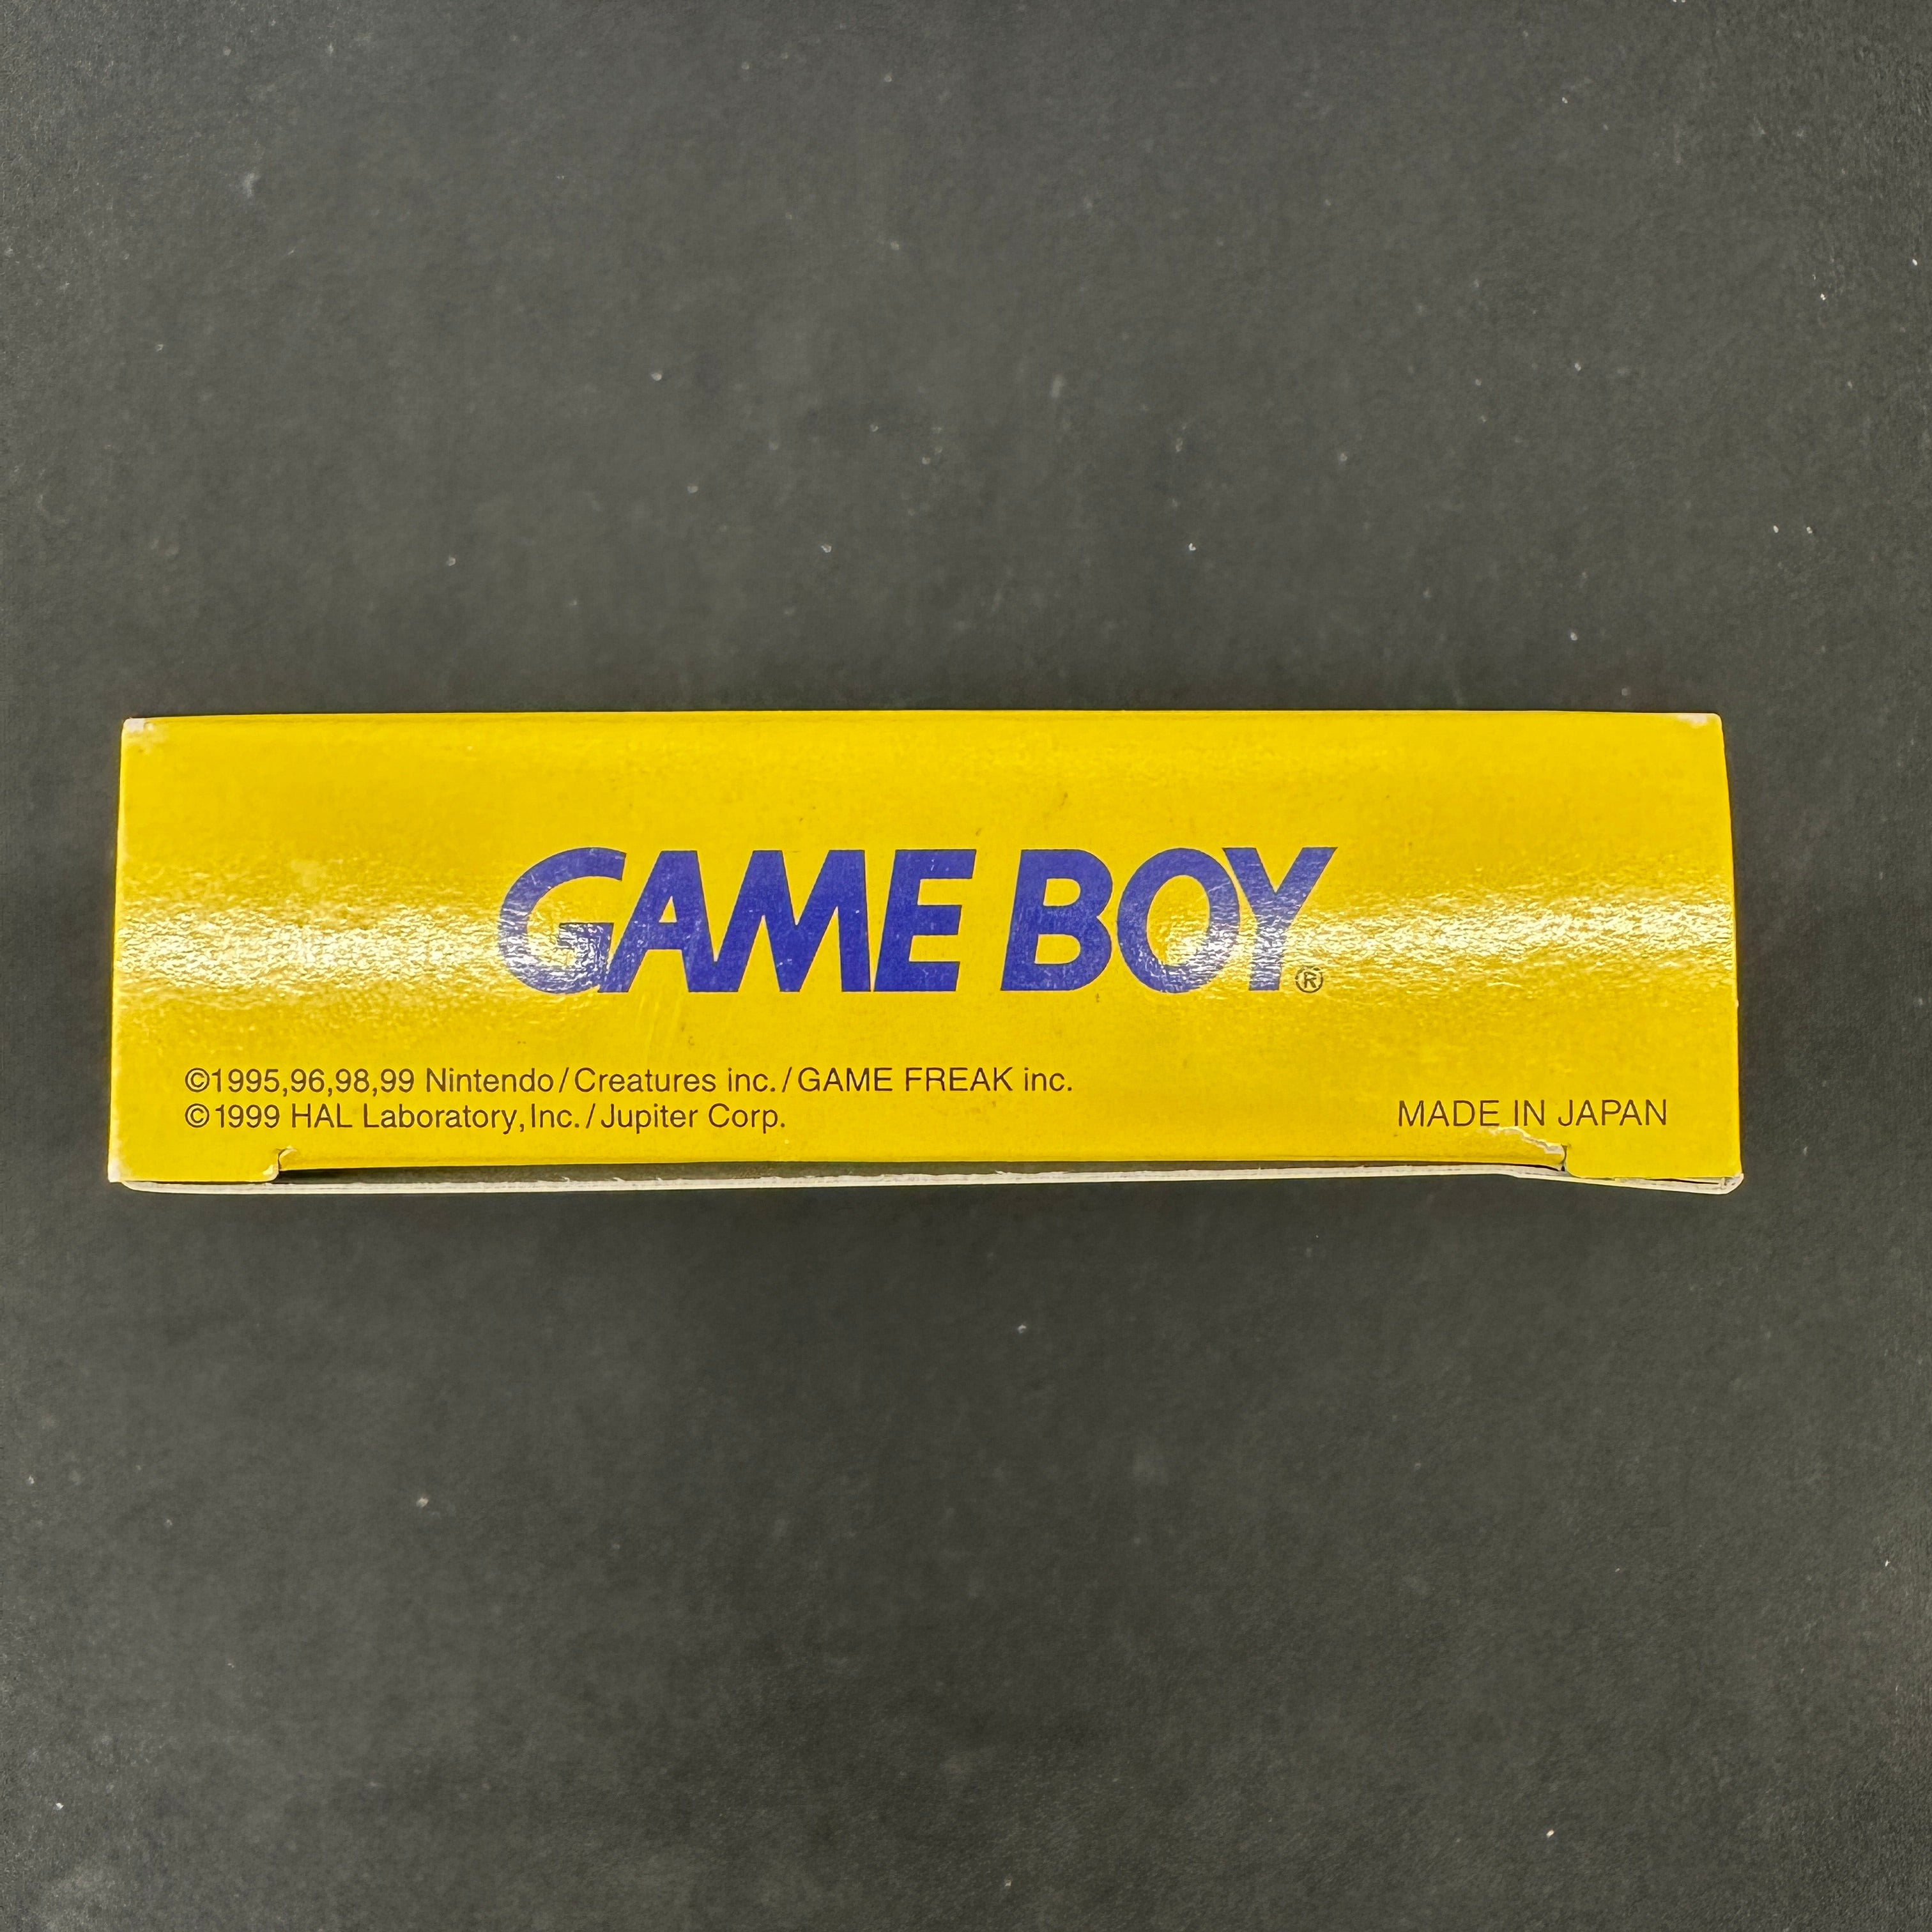 GAME BOY®
©1995,96,98,99 Nintendo/Creatures inc./GAME FREAK inc.
©1999 HAL Laboratory,Inc./Jupiter Corp.
MADE IN JAPAN